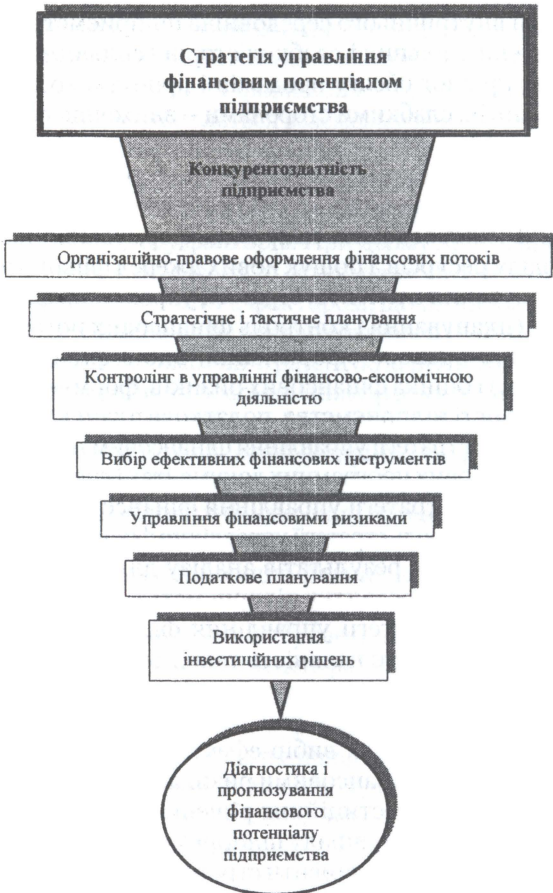 Стратегія управління
фінансовим потенціалом
підприємства
Конкурентоздатність
підприємства
Організаційно-правове оформлення фінансових потоків
Стратегічне і тактичне планування
Контролінг в управлінні фінансово-економічною
діяльністю
Вибір ефективних фінансових інструментів
Управління фінансовими ризиками
Податкове планування
Використання
інвестиційних рішень
Діагностика і
прогнозування
фінансового
потенціалу
підприємства